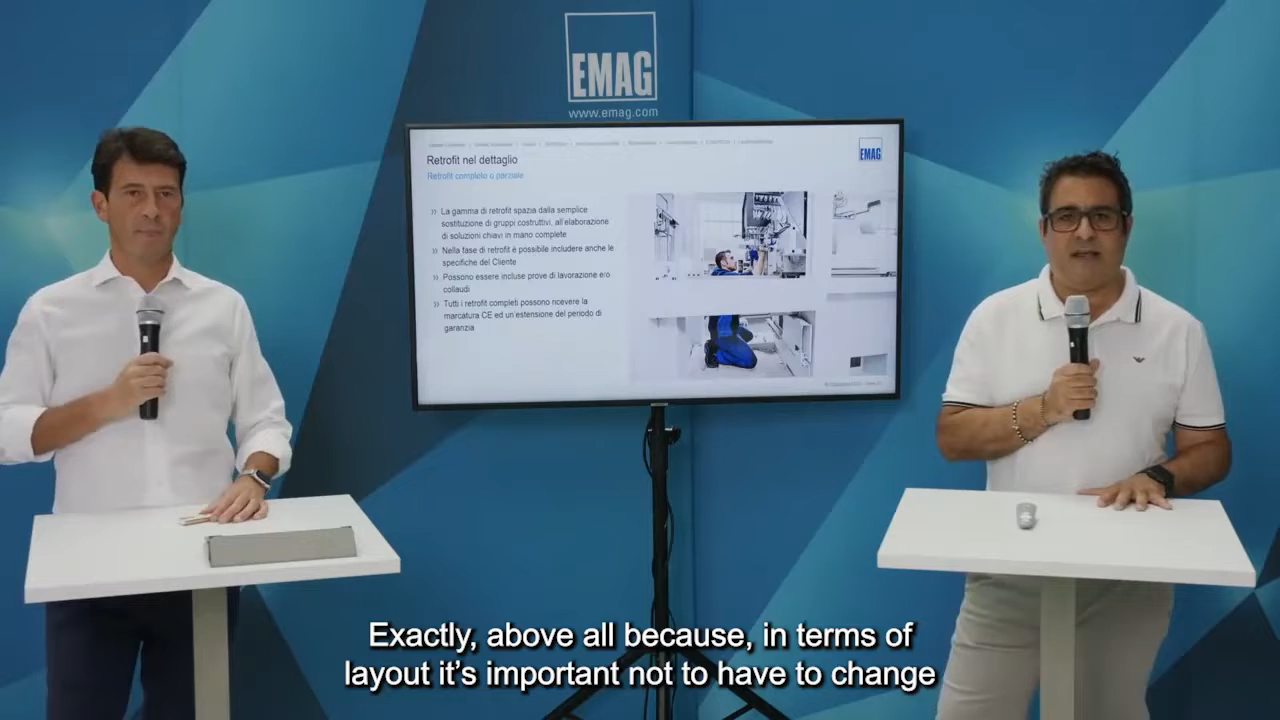 EMAG
www.emag.com
EMAG
Retrofit nel dettaglio
Retrofit completo o parziale
›› La gamma di retrofit spazia dalla semplice
sostituzione di gruppi costruttivi, all'elaborazione
di soluzioni chiavi in mano complete
›› Nella fase di retrofit è possibile includere anche le
specifiche del Cliente
›› Possono essere incluse prove di lavorazione e/o
collaudi
›› Tutti i retrofit completi possono ricevere la
marcatura CE ed un'estensione del periodo di
garanzia
Exactly, above all because, in terms of
layout it's important not to have to change